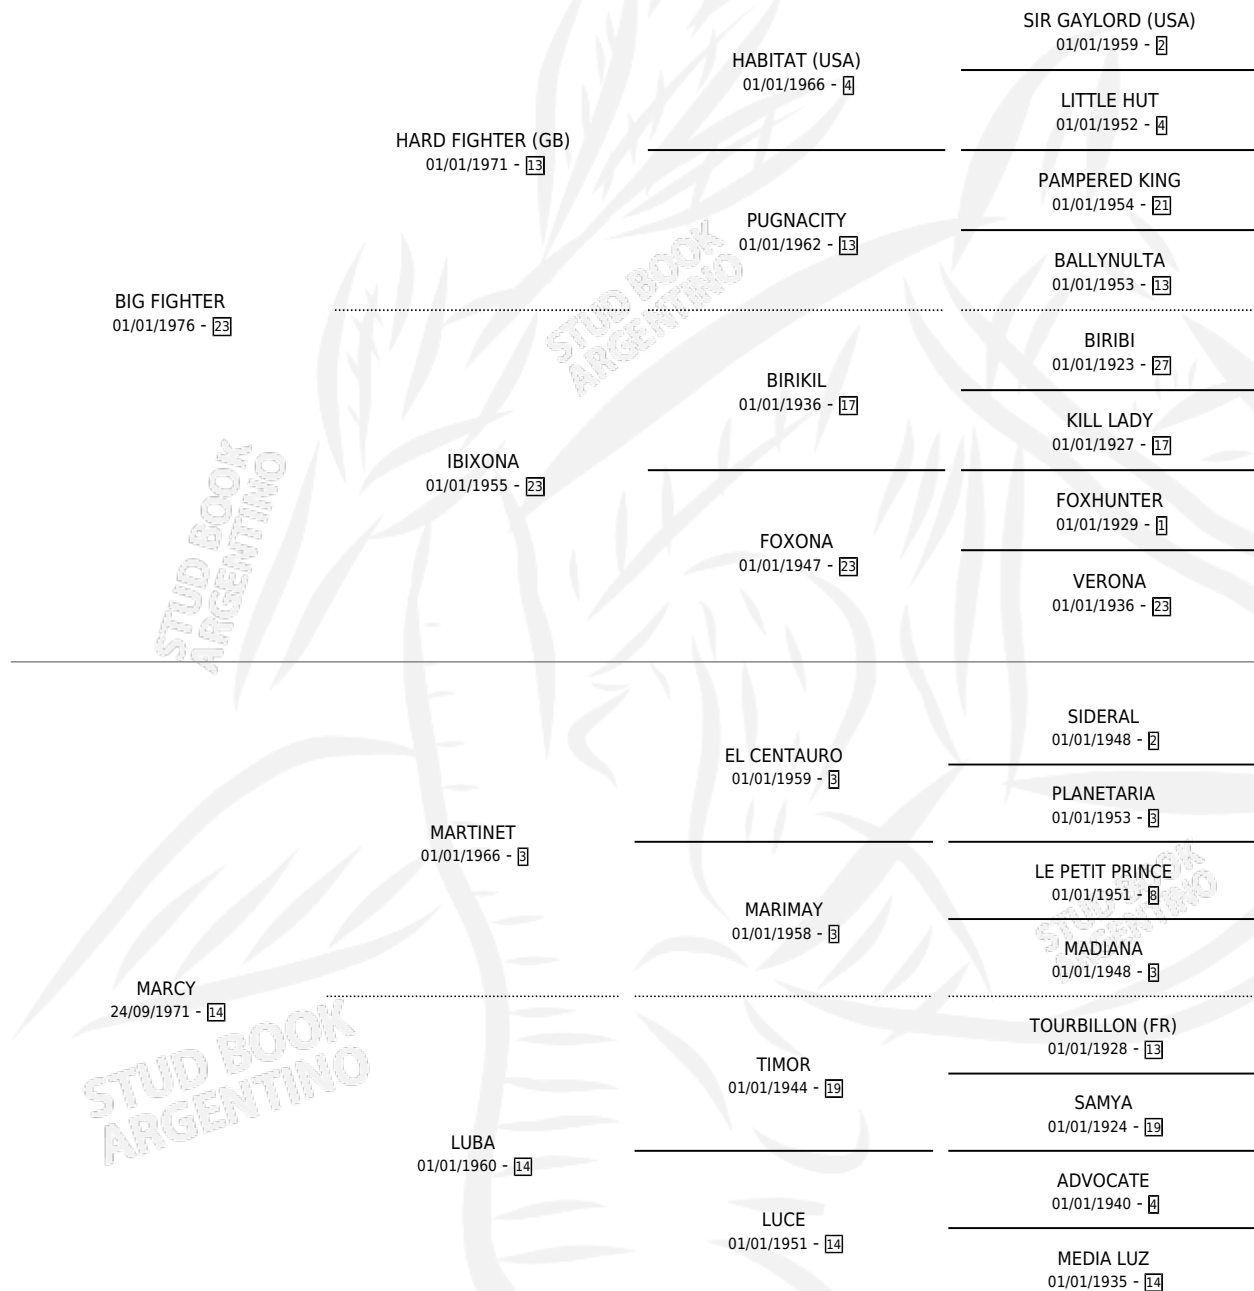 SIR GAYLORD (USA)
01/01/1959 - 2
HABITAT (USA)
01/01/1966 - 4
LITTLE HUT
01/01/1952 - 4
HARD FIGHTER (GB)
01/01/1971 - 13
PAMPERED KING
01/01/1954 - 21
PUGNACITY
01/01/1962 - 13
BALLYNULTA
01/01/1953 - 13
BIG FIGHTER
01/01/1976 - 23
BIRIBI
01/01/1923 - 27
BIRIKIL
01/01/1936 - 17
KILL LADY
01/01/1927 - 17
IBIXONA
01/01/1955 - 23
FOXHUNTER
01/01/1929 - 1
FOXONA
01/01/1947 - 23
VERONA
01/01/1936 - 23
SIDERAL
01/01/1948 - 2
EL CENTAURO
01/01/1959 - 3
PLANETARIA
01/01/1953 - 3
MARTINET
01/01/1966 - 3
LE PETIT PRINCE
01/01/1951 - 8
MARIMAY
01/01/1958 - 3
MADIANA
01/01/1948 - 3
MARCY
24/09/1971 - 14
TOURBILLON (FR)
01/01/1928 - 13
TIMOR
01/01/1944 - 19
SAMYA
01/01/1924 - 19
LUBA
01/01/1960 - 14
ADVOCATE
01/01/1940 - 4
LUCE
01/01/1951 - 14
MEDIA LUZ
01/01/1935 - 14
STUD BOOK
ARGENTINO
STUD BOOK
ARGENTINO
STUD BOOK
ARGENTINO
STUD BOOK
ARGENTINO